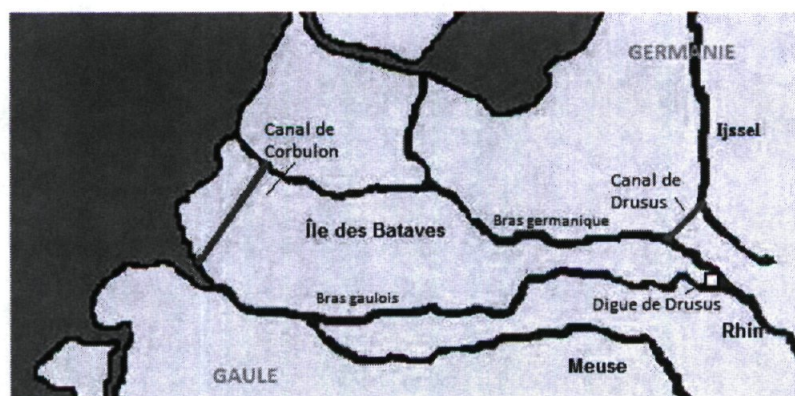 GERMANIE
Canal de
Corbulon
Ijssel
Canal de
Drusus
Bras germanique
Île des Bataves
Bras gaulois
Digue de Drusus
Rhin
Meuse
GAULE